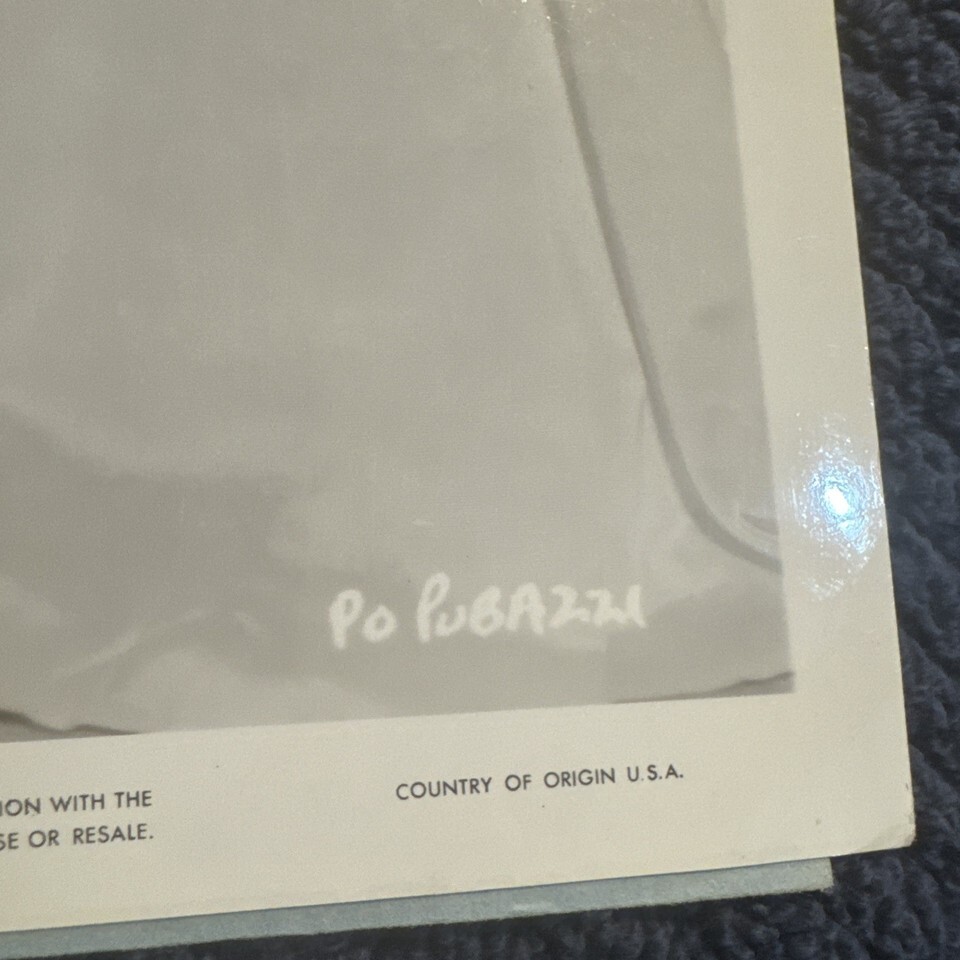 PO PUBAZZI
ION WITH THE
SE OR RESALE.
COUNTRY OF ORIGIN U.S.A.